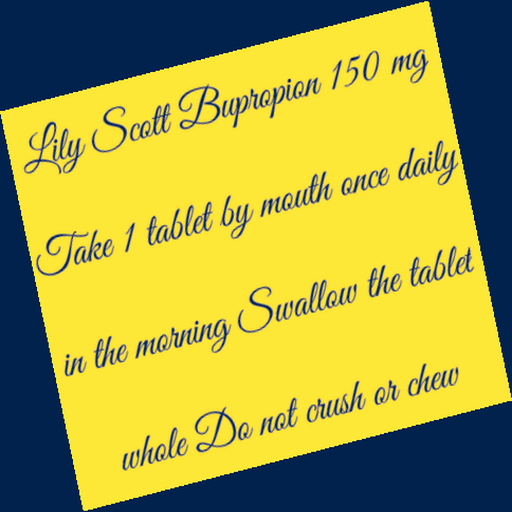 Lily Scott Bupropion 150 mg
Take 1 tablet by mouth once daily
in the morning Swallow the tablet
whole Do not crush or chew